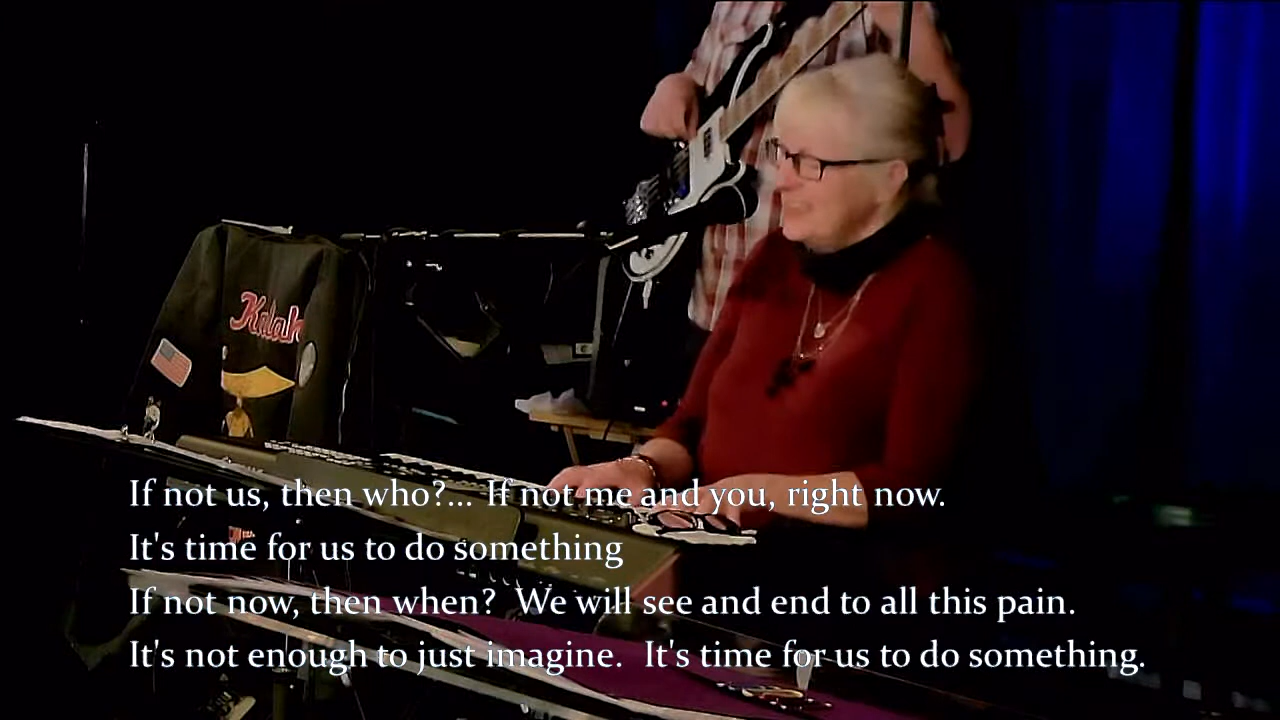 Kalah
If not us, then who?... If not me and you, right now.
It's time for us to do something
If not now, then when?  We will see and end to all this pain.
It's not enough to just imagine.  It's time for us to do something.